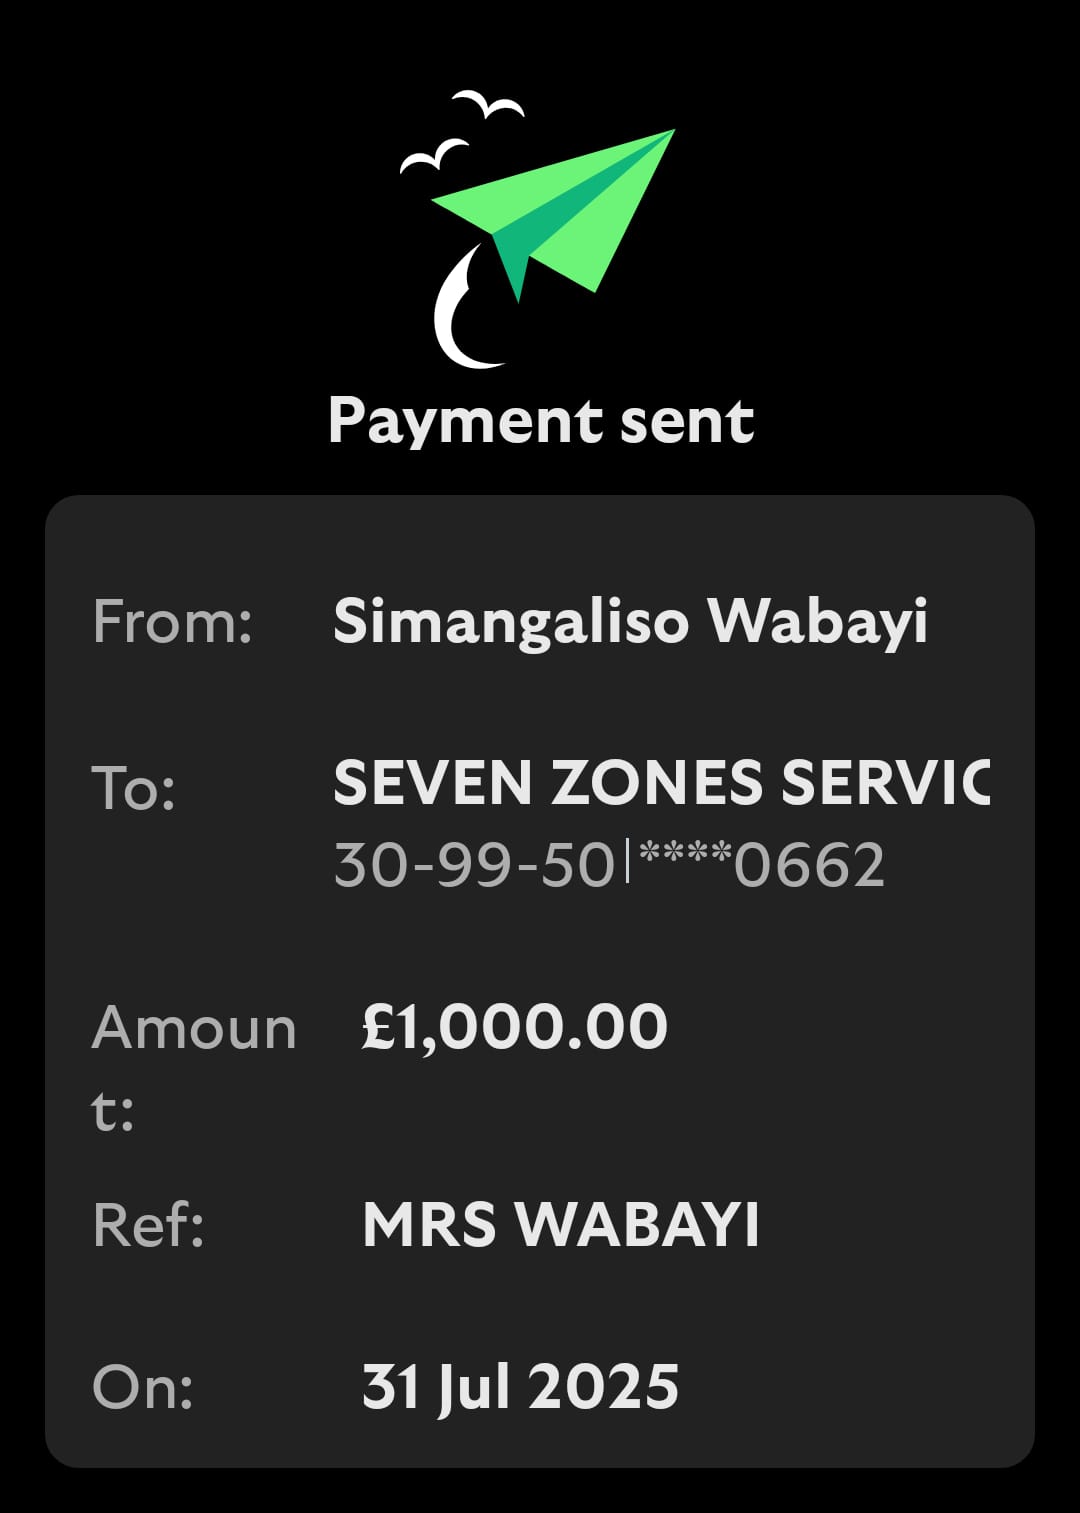 Payment sent
From: Simangaliso Wabayi
To: SEVEN ZONES SERVIC
30-99-50|****0662
Amoun £1,000.00
t:
Ref: MRS WABAYI
On: 31 Jul 2025